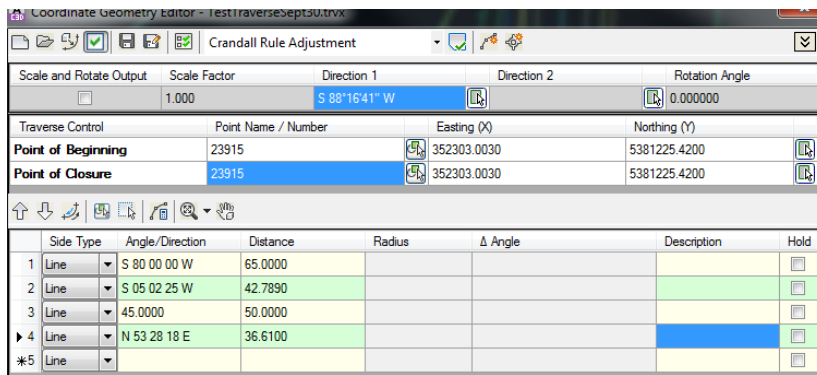 Coordinate Geometry Editor - TestTraverseSept30.trvx
Crandall Rule Adjustment
Scale and Rotate Output Scale Factor Direction 1 Direction 2 Rotation Angle
1.000 S 88°16'41" W 0.000000
Traverse Control Point Name / Number Easting (X) Northing (Y)
Point of Beginning 23915 352303.0030 5381225.4200
Point of Closure 23915 352303.0030 5381225.4200
Side Type Angle/Direction Distance Radius Δ Angle Description Hold
1 Line S 80 00 00 W 65.0000
2 Line S 05 02 25 W 42.7890
3 Line 45.0000 50.0000
4 Line N 53 28 18 E 36.6100
*5 Line